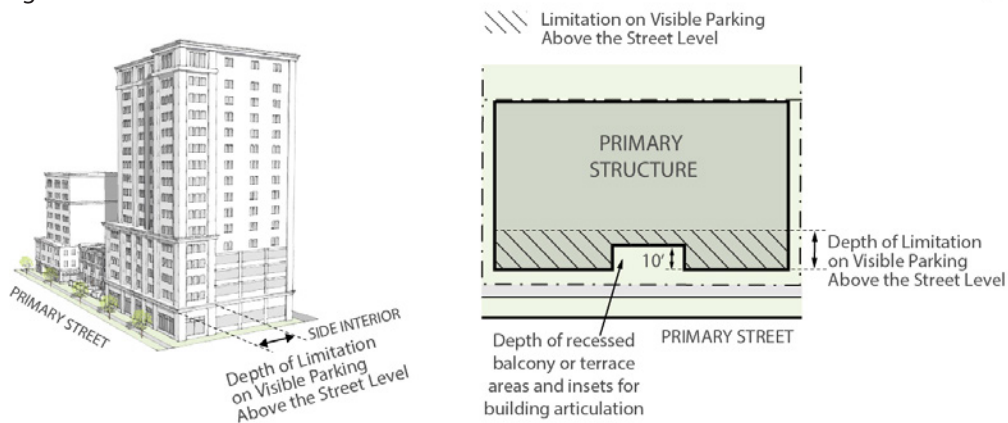 Limitation on Visible Parking
Above the Street Level
PRIMARY
STRUCTURE
10'
Depth of Limitation
on Visible Parking
Above the Street Level
PRIMARY STREET
Depth of recessed
balcony or terrace
areas and insets for
building articulation
PRIMARY STREET
SIDE INTERIOR
Depth of Limitation
on Visible Parking
Above the Street Level